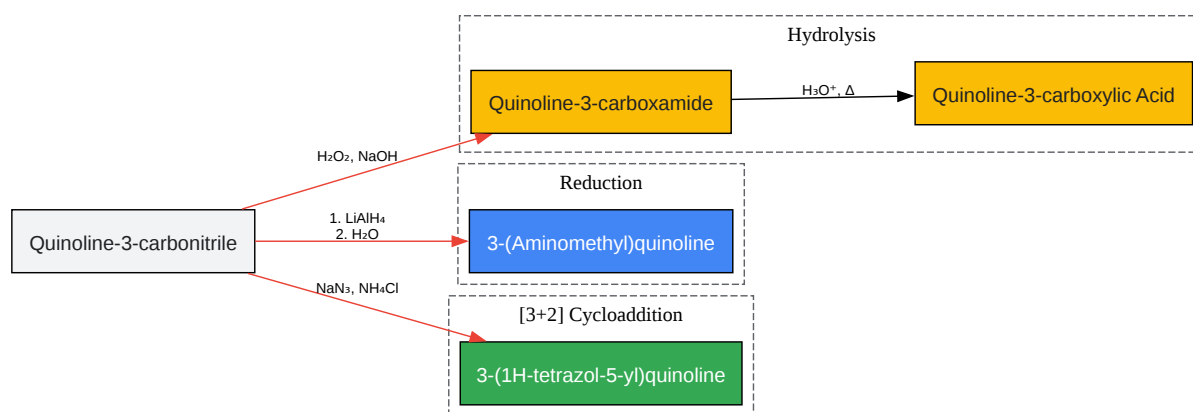 Hydrolysis
Quinoline-3-carboxamide
H₃O⁺, Δ
Quinoline-3-carboxylic Acid
H₂O₂, NaOH
Reduction
Quinoline-3-carbonitrile
1. LiAlH₄
2. H₂O
3-(Aminomethyl)quinoline
NaN₃, NH₄Cl
[3+2] Cycloaddition
3-(1H-tetrazol-5-yl)quinoline